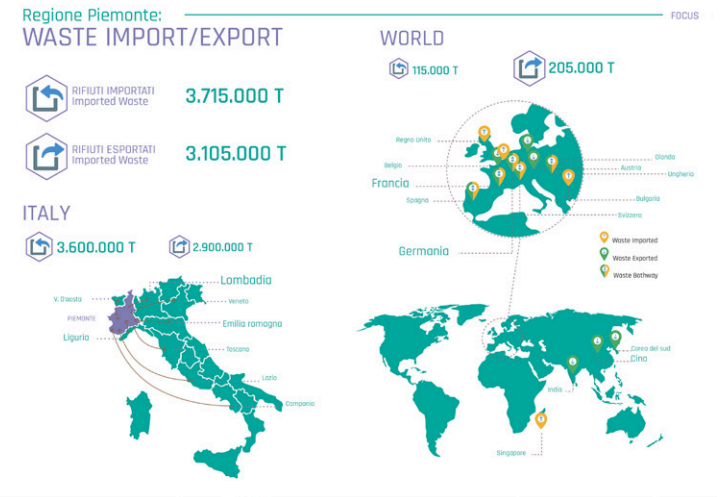 Regione Piemonte:
WASTE IMPORT/EXPORT
FOCUS
RIFIUTI IMPORTATI
Imported Waste
3.715.000 T
RIFIUTI ESPORTATI
Imported Waste
3.105.000 T
ITALY
3.600.000 T
2.900.000 T
Lombadia
V. D'aosta
Veneto
PIEMONTE
Emilia romagna
Liguria
Toscana
Lazio
Campania
WORLD
115.000 T
205.000 T
Regno Unito
Belgio
Francia
Spagna
Germania
Olanda
Austria
Ungheria
Bulgaria
Svizzera
Waste Imported
Waste Exported
Waste Bothway
Corea del sud
Cina
India
Singapore